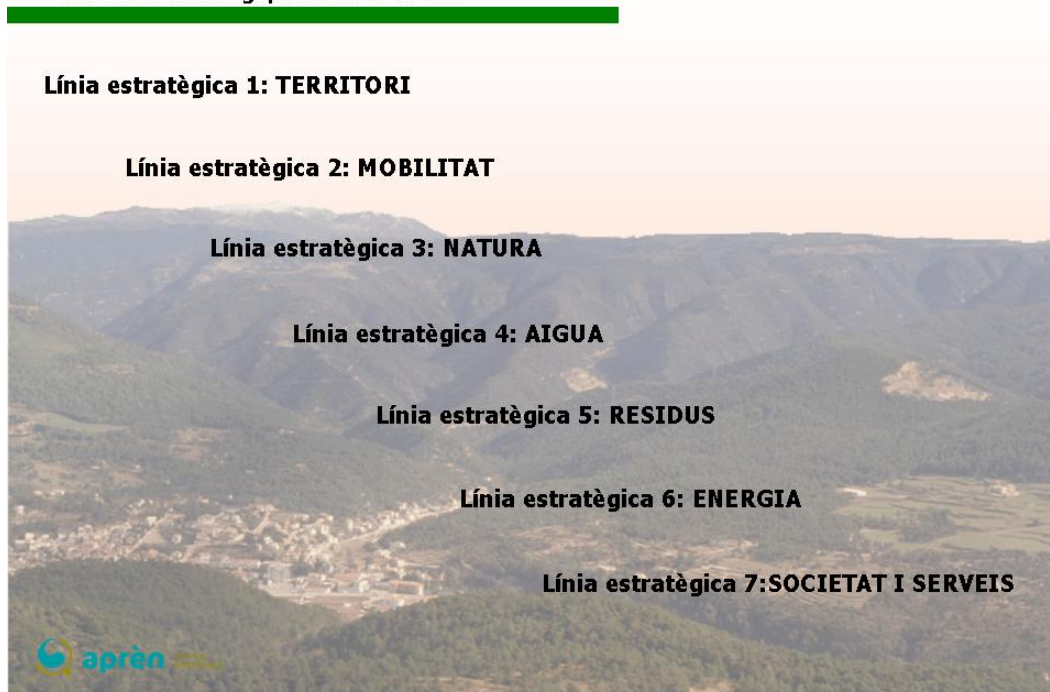 Línia estratègica 1: TERRITORI
Línia estratègica 2: MOBILITAT
Línia estratègica 3: NATURA
Línia estratègica 4: AIGUA
Línia estratègica 5: RESIDUS
Línia estratègica 6: ENERGIA
Línia estratègica 7:SOCIETAT I SERVEIS
aprèn